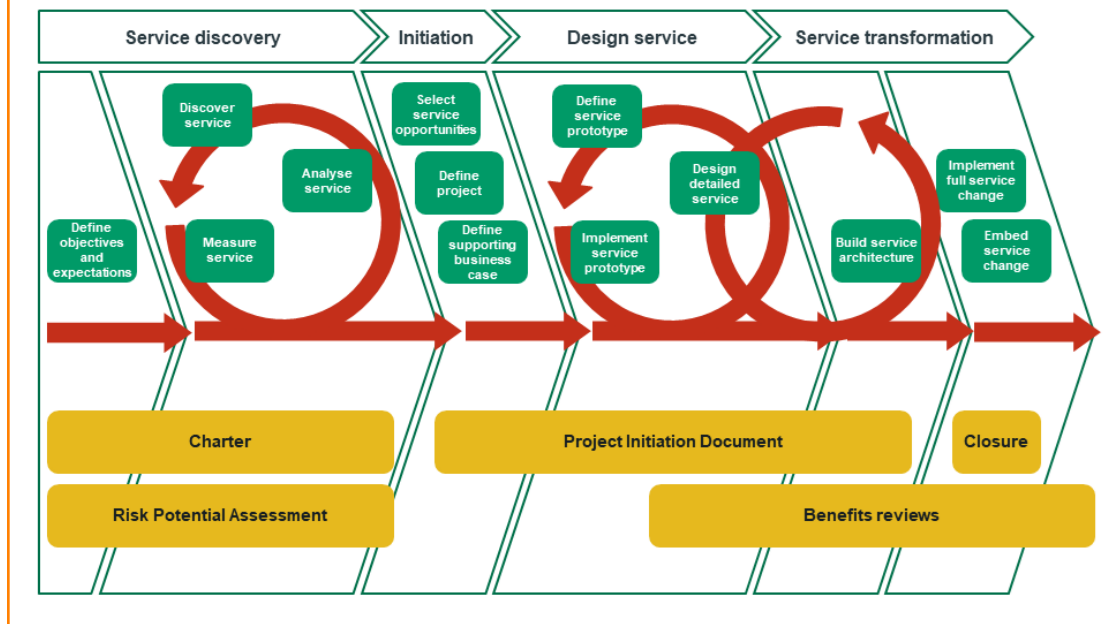 Service discovery
Initiation
Design service
Service transformation
Discover
service
Analyse
service
Measure
service
Define
objectives
and
expectations
Select
service
opportunities
Define
project
Define
supporting
business
case
Define
service
prototype
Design
detailed
service
Implement
service
prototype
Build service
architecture
Implement
full service
change
Embed
service
change
Charter
Project Initiation Document
Closure
Risk Potential Assessment
Benefits reviews